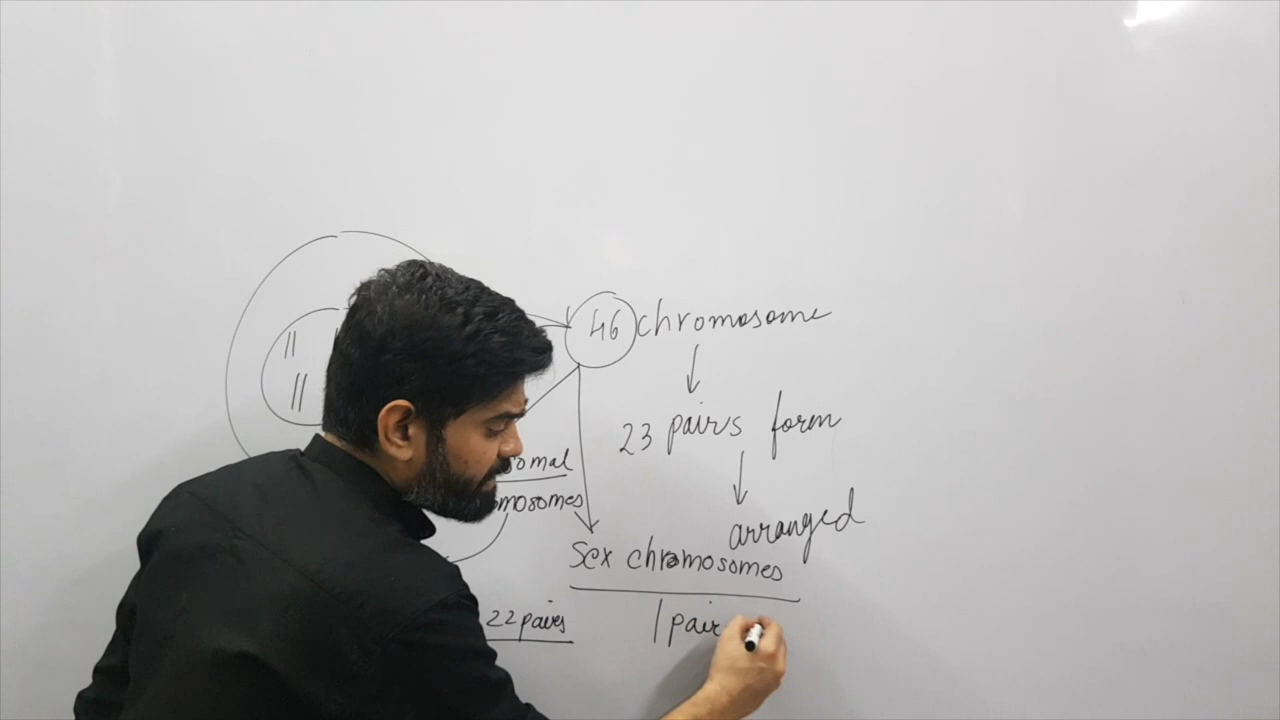 46 chromosome
23 pairs form
arranged
somal
mosomes
Sex chromosomes
22 pairs
1 pair